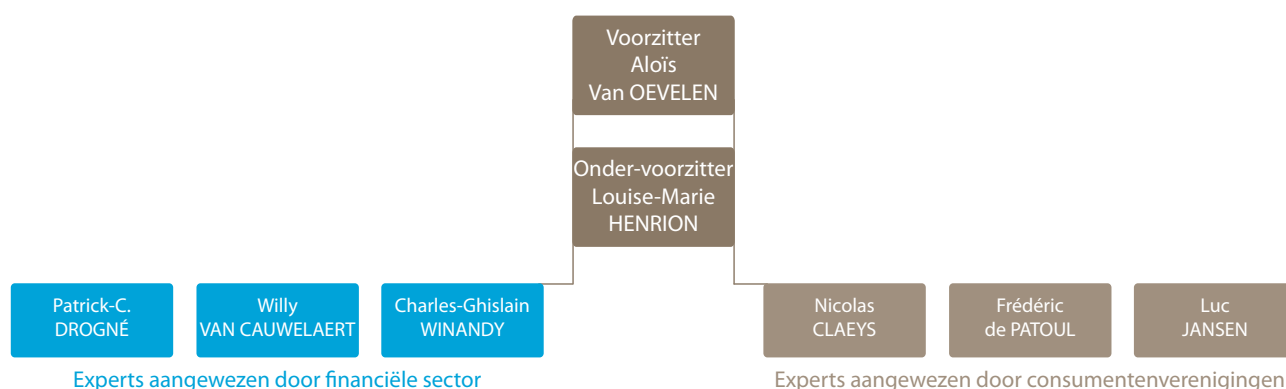 Voorzitter
Aloïs
Van OEVELEN
Onder-voorzitter
Louise-Marie
HENRION
Patrick-C.
DROGNÉ
Willy
VAN CAUWELAERT
Charles-Ghislain
WINANDY
Nicolas
CLAEYS
Frédéric
de PATOUL
Luc
JANSEN
Experts aangewezen door financiële sector
Experts aangewezen door consumentenverenigingen